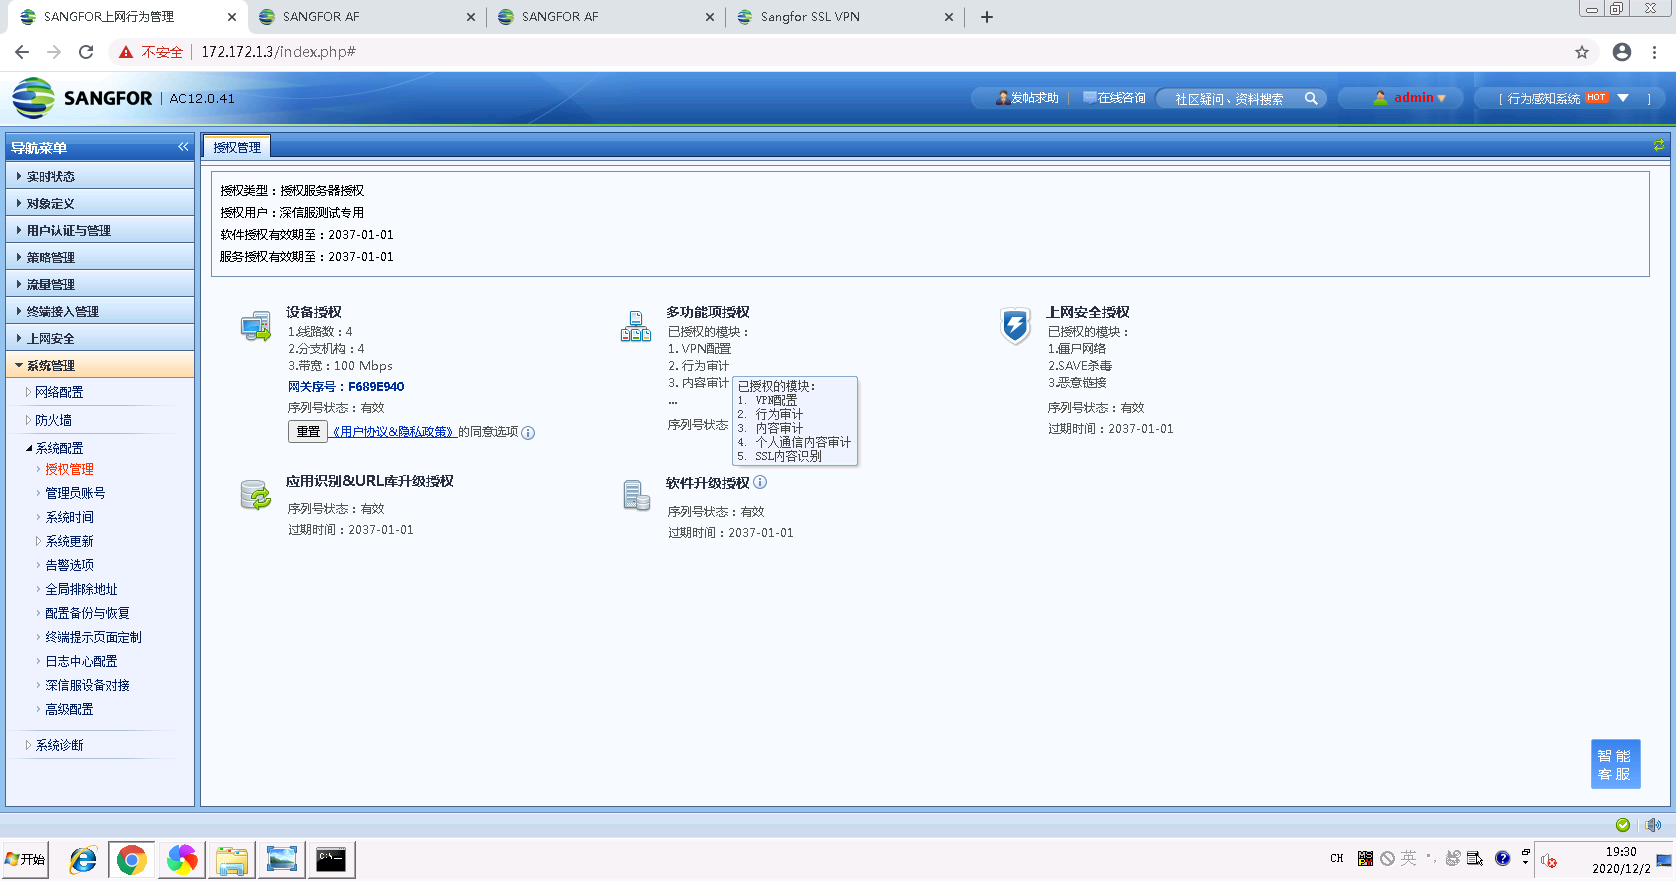 SANGFOR上网行为管理
SANGFOR AF
SANGFOR AF
Sangfor SSL VPN
不安全 172.172.1.3/index.php#
SANGFOR | AC12.0.41
发帖求助
在线咨询
社区疑问、资料搜索
admin
[ 行为感知系统 HOT ]
导航菜单
授权管理
实时状态
对象定义
用户认证与管理
策略管理
流量管理
终端接入管理
上网安全
系统管理
网络配置
防火墙
系统配置
授权管理
管理员账号
系统时间
系统更新
告警选项
全局排除地址
配置备份与恢复
终端提示页面定制
日志中心配置
深信服设备对接
高级配置
系统诊断
授权类型：授权服务器授权
授权用户：深信服测试专用
软件授权有效期至：2037-01-01
服务授权有效期至：2037-01-01
设备授权
1.线路数：4
2.分支机构：4
3.带宽：100 Mbps
网关序号：F689E940
序列号状态：有效
重置 《用户协议&隐私政策》的同意选项
多功能项授权
已授权的模块：
1. VPN配置
2. 行为审计
3. 内容审计
...
序列号状态
已授权的模块：
1. VPN配置
2. 行为审计
3. 内容审计
4. 个人通信内容审计
5. SSL内容识别
上网安全授权
已授权的模块：
1.僵尸网络
2.SAVE杀毒
3.恶意链接
序列号状态：有效
过期时间：2037-01-01
应用识别&URL库升级授权
序列号状态：有效
过期时间：2037-01-01
软件升级授权
序列号状态：有效
过期时间：2037-01-01
智能
客服
开始
C:\
CH
英
19:30
2020/12/2